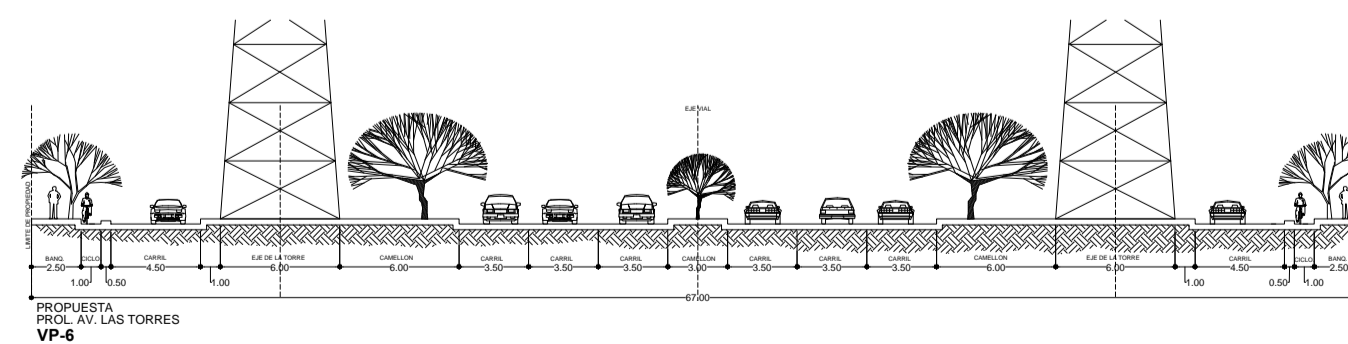 EJE VIAL
LIMITE DE PROPIEDAD
BANQ. CICLO CARRIL EJE DE LA TORRE CAMELLON CARRIL CARRIL CARRIL CAMELLON CARRIL CARRIL CARRIL CAMELLON EJE DE LA TORRE CARRIL CICLO BANQ.
2.50 4.50 6.00 6.00 3.50 3.50 3.50 3.00 3.50 3.50 3.50 6.00 6.00 4.50 2.50
1.00 0.50 1.00 1.00 0.50 1.00
67.00
PROPUESTA
PROL. AV. LAS TORRES
VP-6